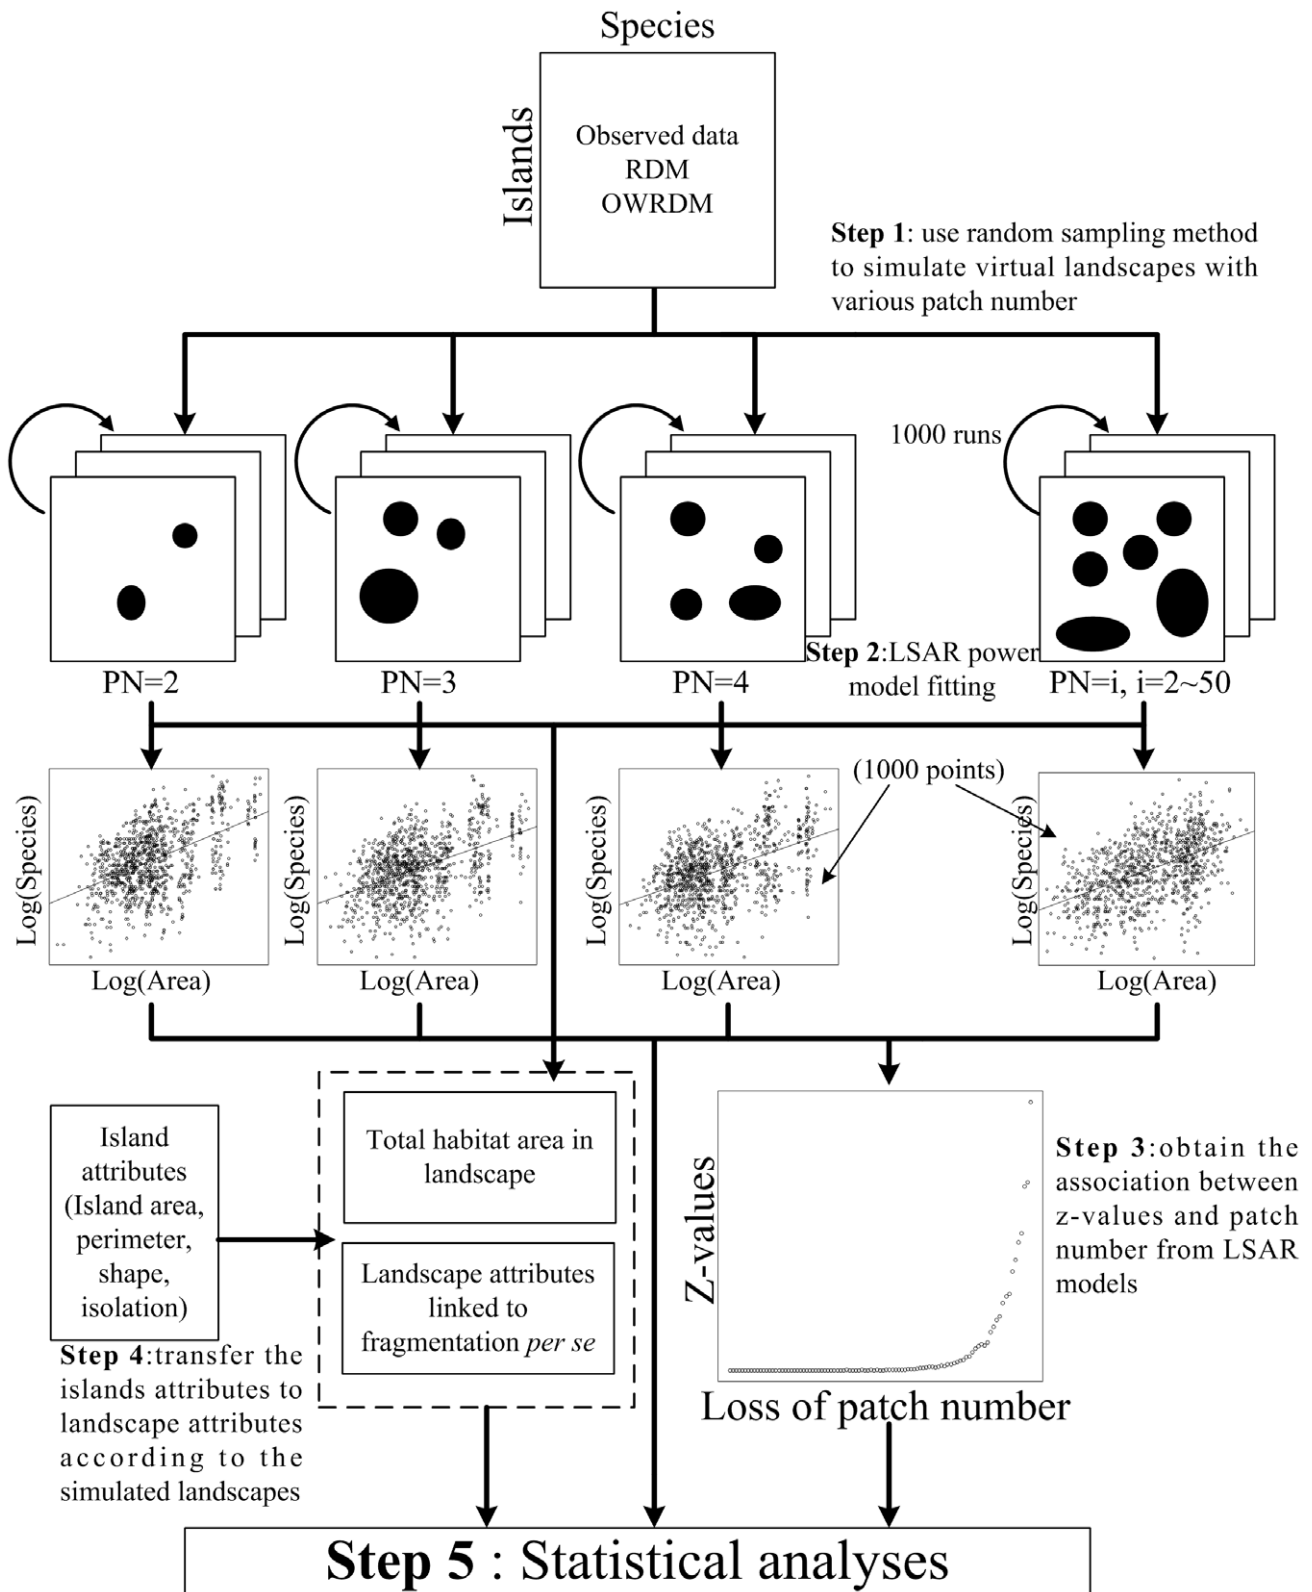 Species
Islands
Observed data
RDM
OWRDM
Step 1: use random sampling method
to simulate virtual landscapes with
various patch number
1000 runs
PN=2
PN=3
PN=4
PN=i, i=2~50
Step 2:LSAR power
model fitting
(1000 points)
Log(Species)
Log(Area)
Log(Species)
Log(Area)
Log(Species)
Log(Area)
Log(Species)
Log(Area)
Island
attributes
(Island area,
perimeter,
shape,
isolation)
Total habitat area in
landscape
Landscape attributes
linked to
fragmentation per se
Z-values
Loss of patch number
Step 3:obtain the
association between
z-values and patch
number from LSAR
models
Step 4:transfer the
islands attributes to
landscape attributes
according to the
simulated landscapes
Step 5 : Statistical analyses